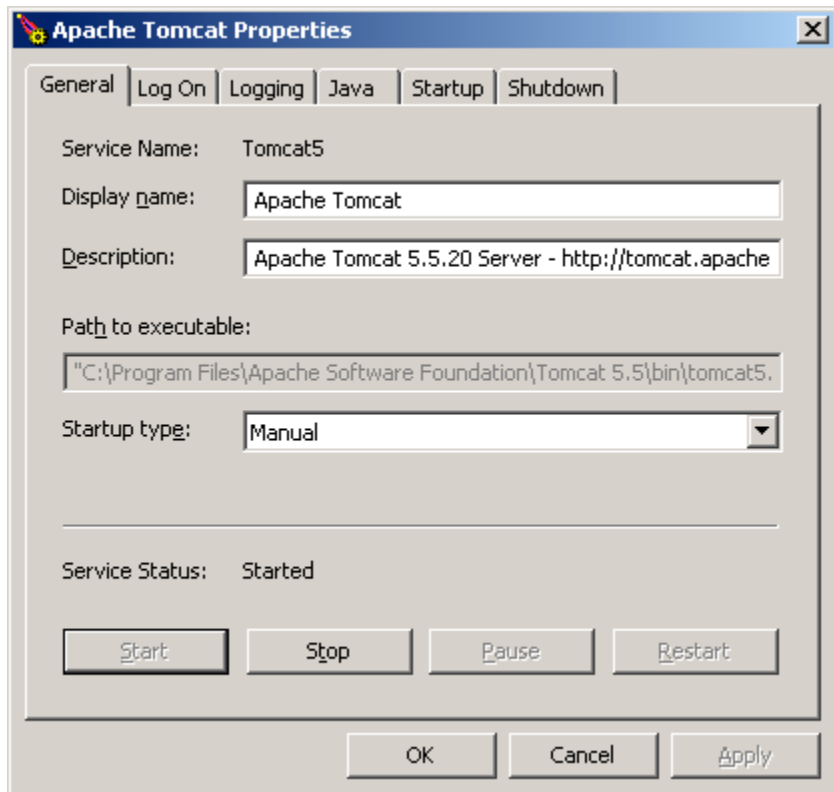 Apache Tomcat Properties
General Log On Logging Java Startup Shutdown
Service Name: Tomcat5
Display name: Apache Tomcat
Description: Apache Tomcat 5.5.20 Server - http://tomcat.apache
Path to executable:
"C:\Program Files\Apache Software Foundation\Tomcat 5.5\bin\tomcat5.
Startup type: Manual
Service Status: Started
Start Stop Pause Restart
OK Cancel Apply